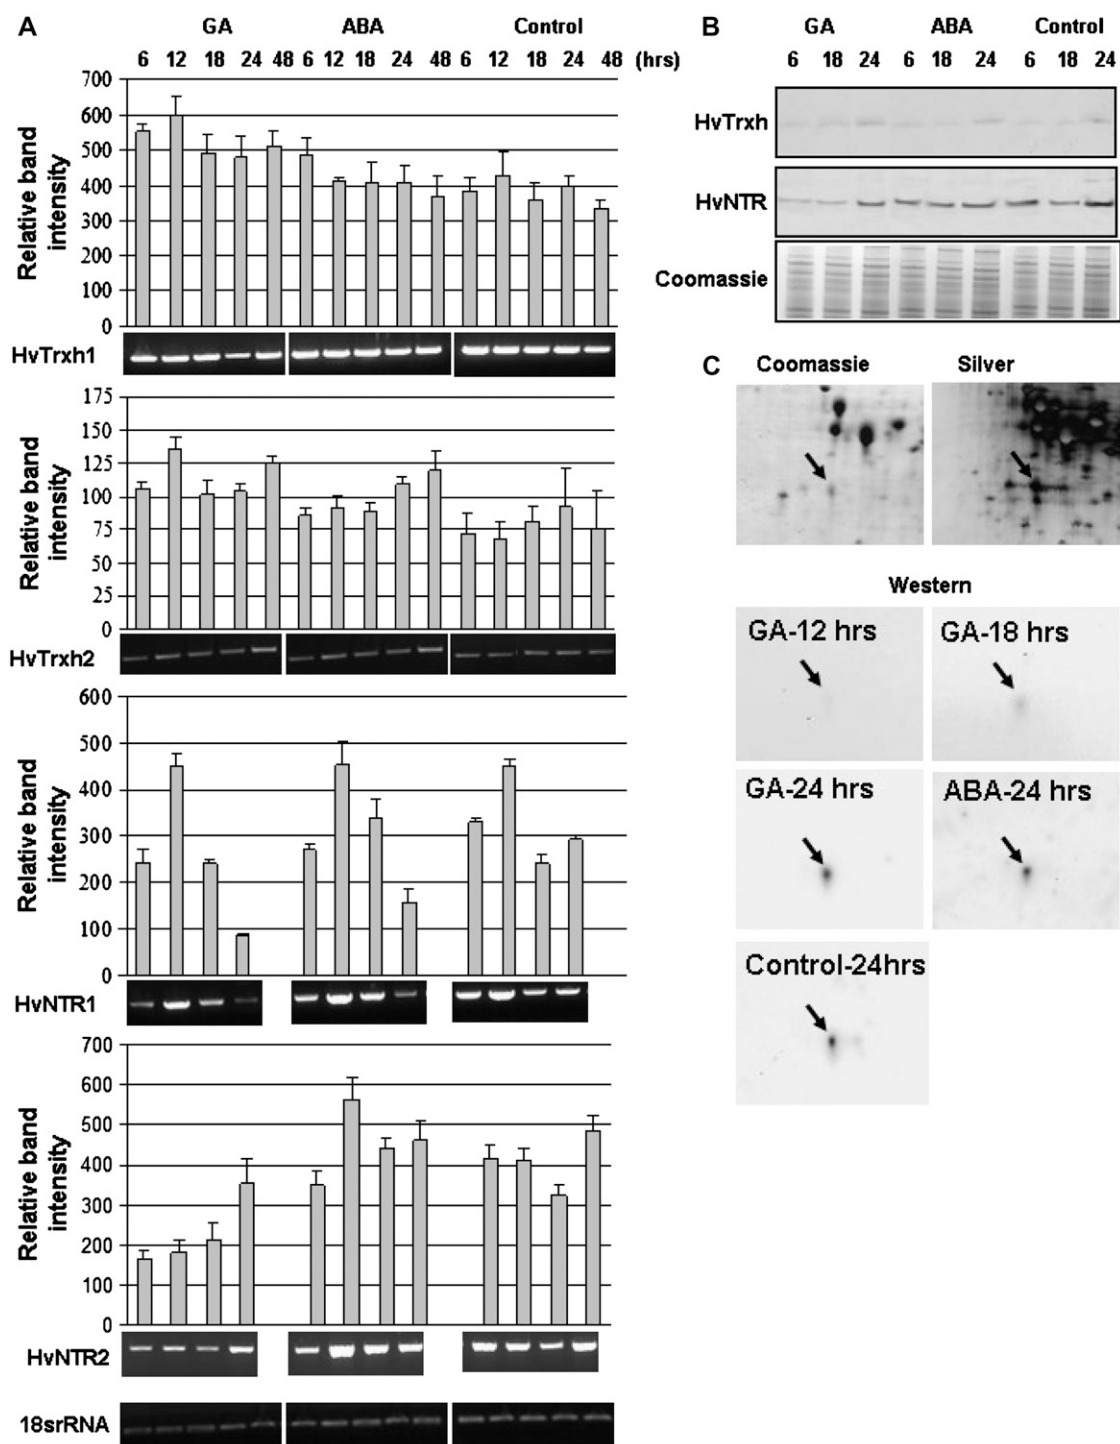 A
GA ABA Control
6 12 18 24 48 6 12 18 24 48 6 12 18 24 48 (hrs)
700
600
500
400
300
200
100
0
Relative band
intensity
HvTrxh1
175
150
125
100
75
50
25
0
Relative band
intensity
HvTrxh2
600
500
400
300
200
100
0
Relative band
intensity
HvNTR1
700
600
500
400
300
200
100
0
Relative band
intensity
HvNTR2
18srRNA
B
GA ABA Control
6 18 24 6 18 24 6 18 24
HvTrxh
HvNTR
Coomassie
C
Coomassie Silver
Western
GA-12 hrs GA-18 hrs
GA-24 hrs ABA-24 hrs
Control-24hrs